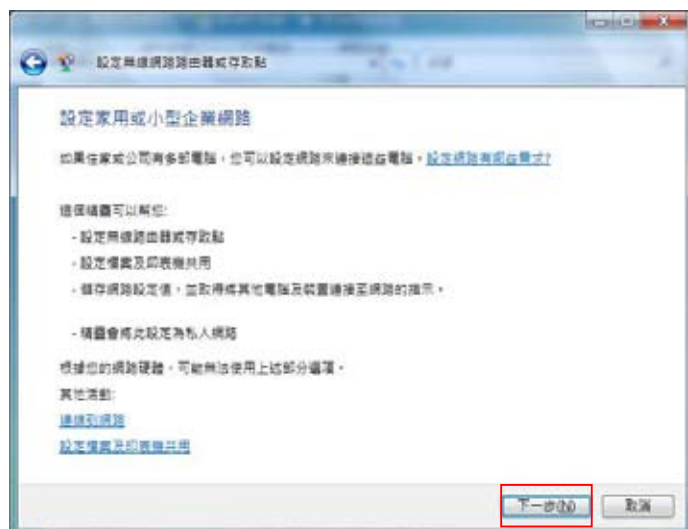 設定無線網路路由器或存取點
設定家用或小型企業網路
如果住家或公司有多部電腦，您可以設定網路來連接這些電腦。設定網路有哪些需求?
這個精靈可以幫您:
- 設定無線路由器或存取點
- 設定檔案及印表機共用
- 儲存網路設定值，並取得將其他電腦及裝置連接至網路的指示。
- 精靈會將此設定為私人網路
根據您的網路硬體，可能無法使用上述部分選項。
其他活動:
連線到網路
設定檔案及印表機共用
下一步(N)
取消